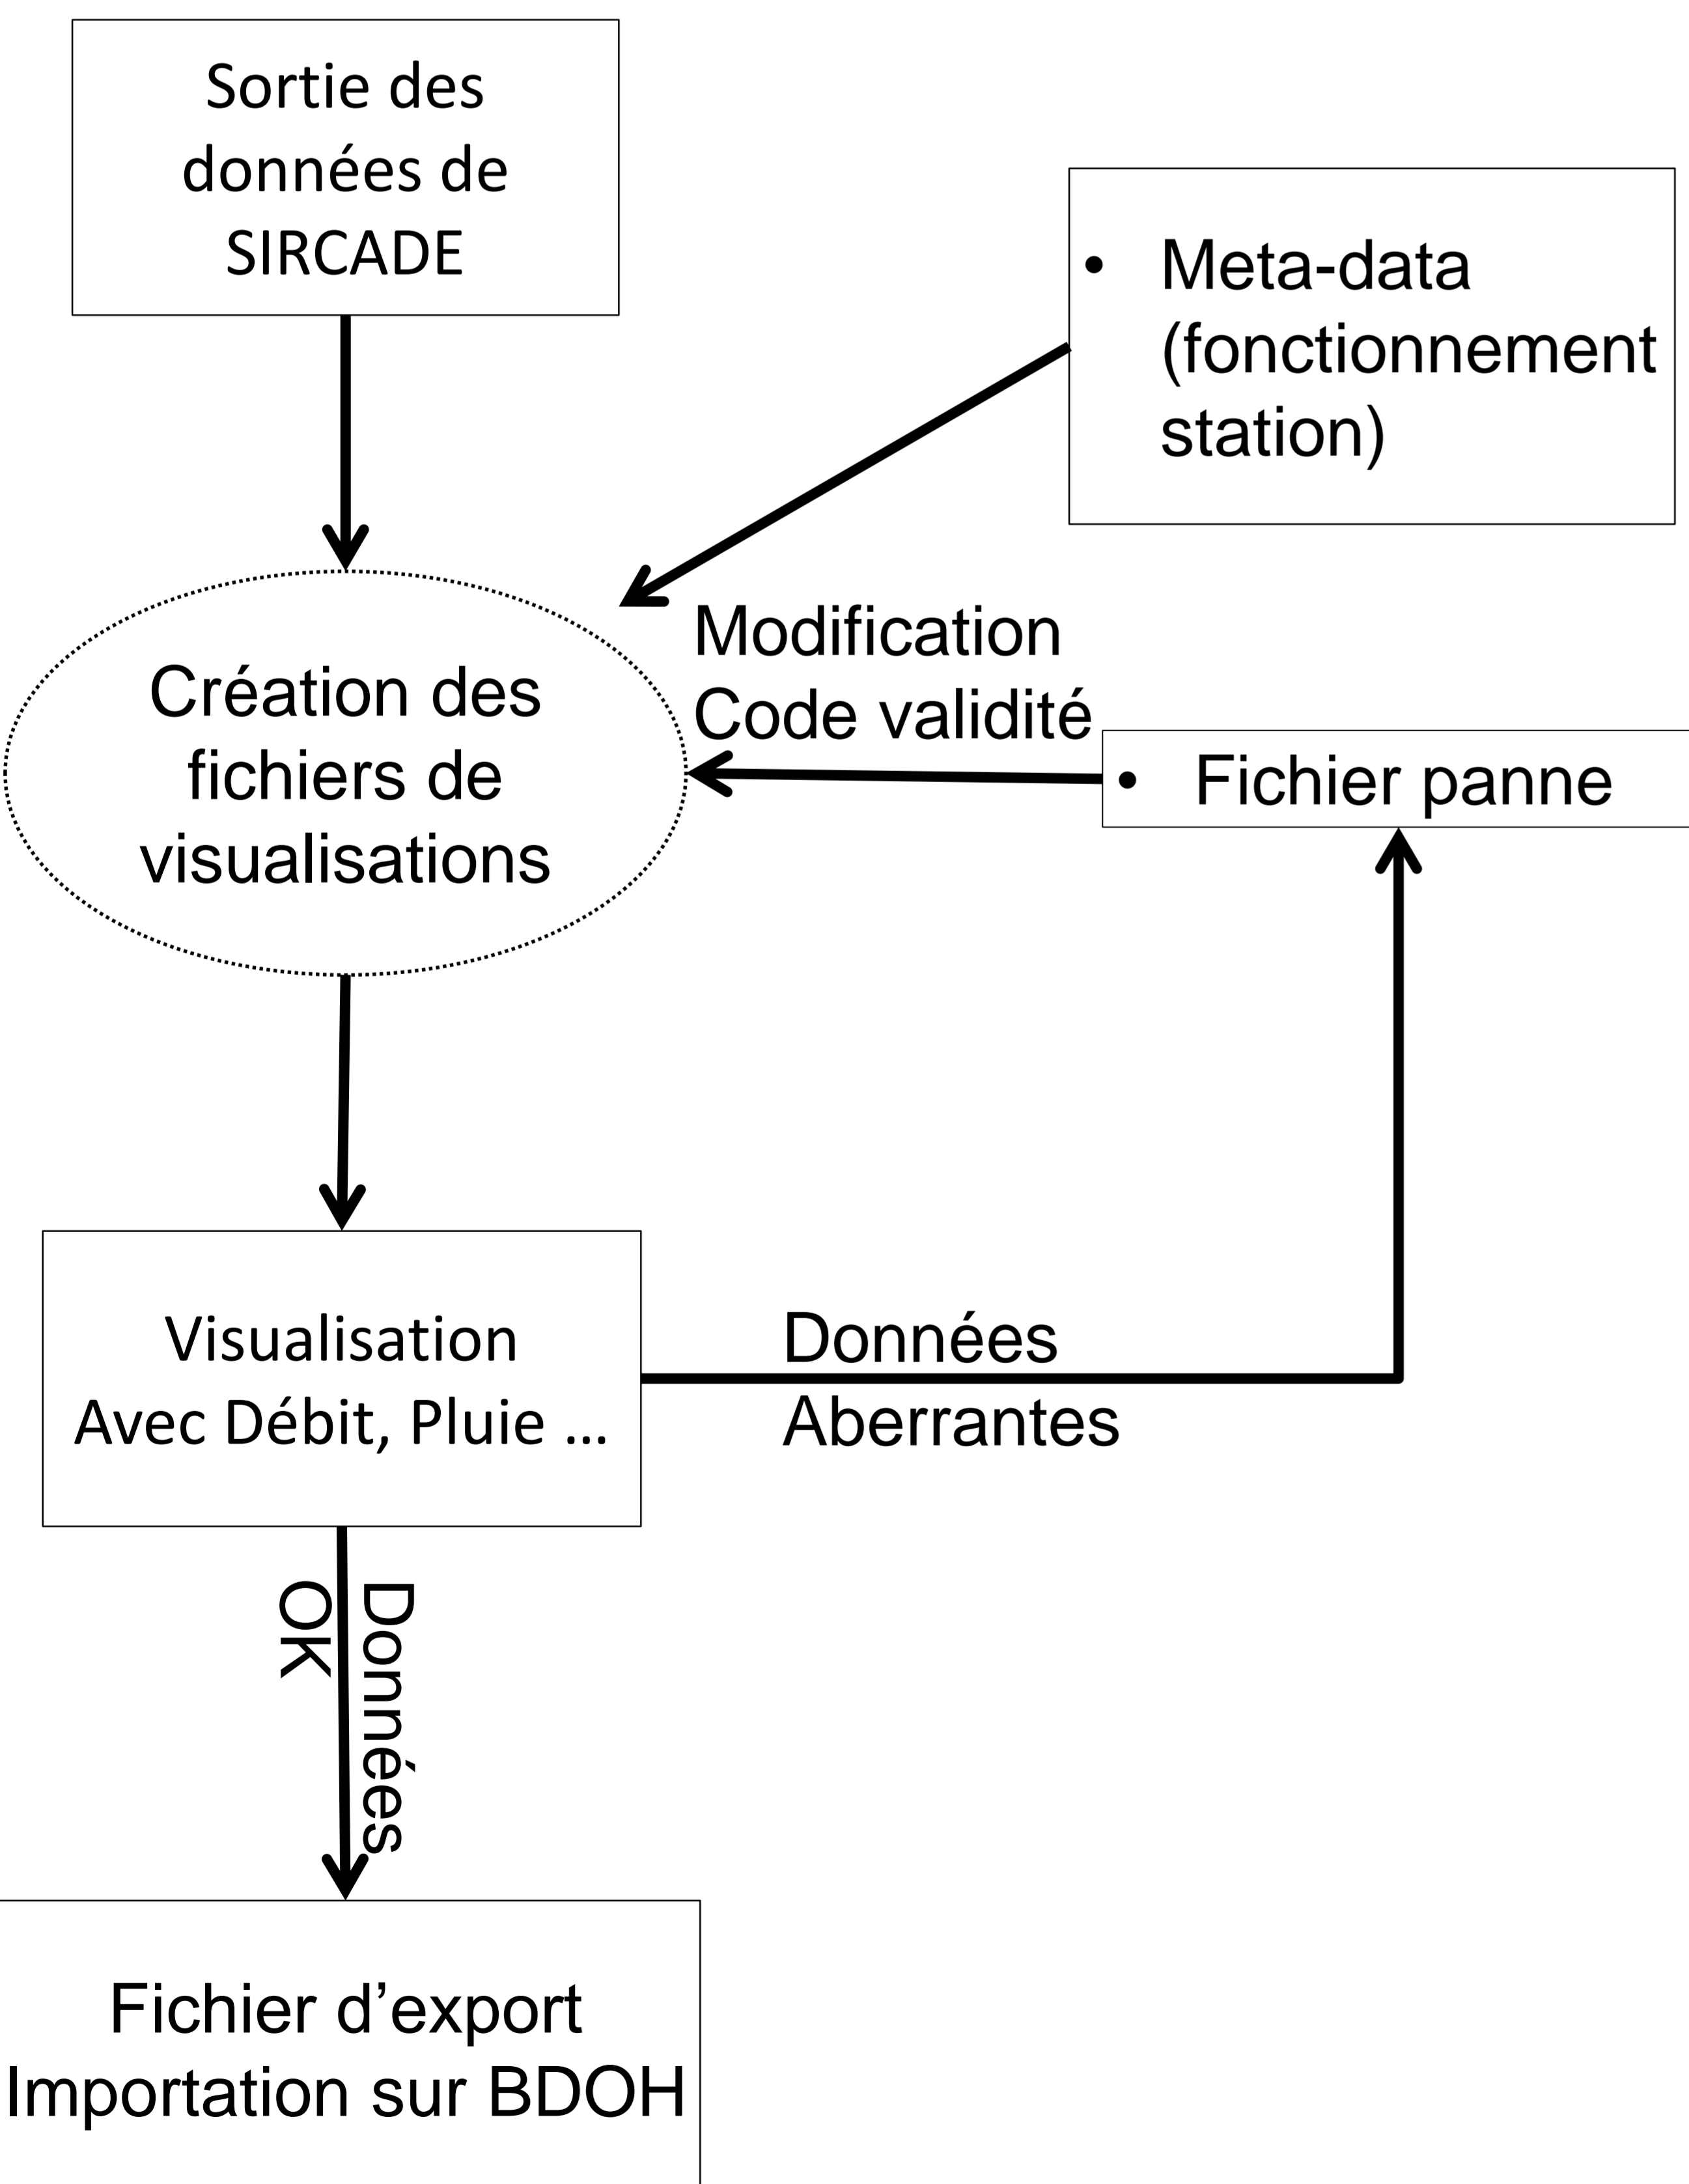 Sortie des
données de
SIRCADE
• Meta-data
(fonctionnement
station)
Modification
Code validité
Création des
fichiers de
visualisations
• Fichier panne
Visualisation
Avec Débit, Pluie ...
Données
Aberrantes
Données
OK
Fichier d’export
Importation sur BDOH